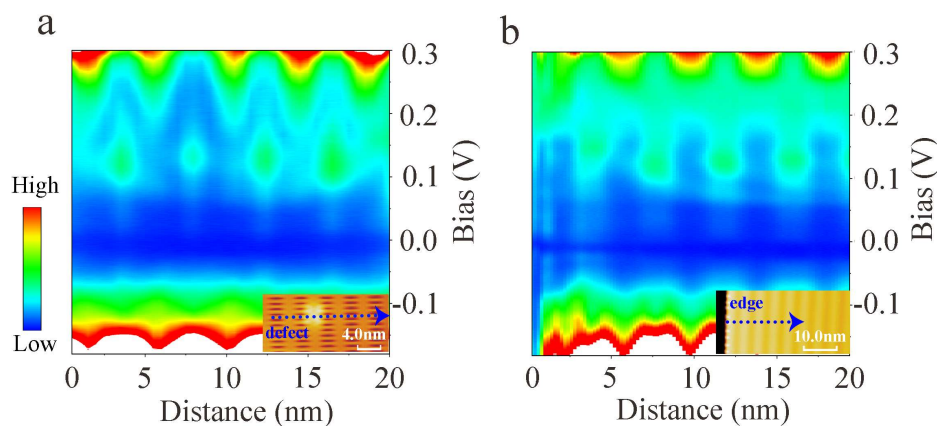 a
b
High
Low
0.3
0.2
0.1
0.0
-0.1
Bias (V)
defect
4.0nm
0
5
10
15
20
Distance (nm)
0.3
0.2
0.1
0.0
-0.1
Bias (V)
edge
10.0nm
0
5
10
15
20
Distance (nm)